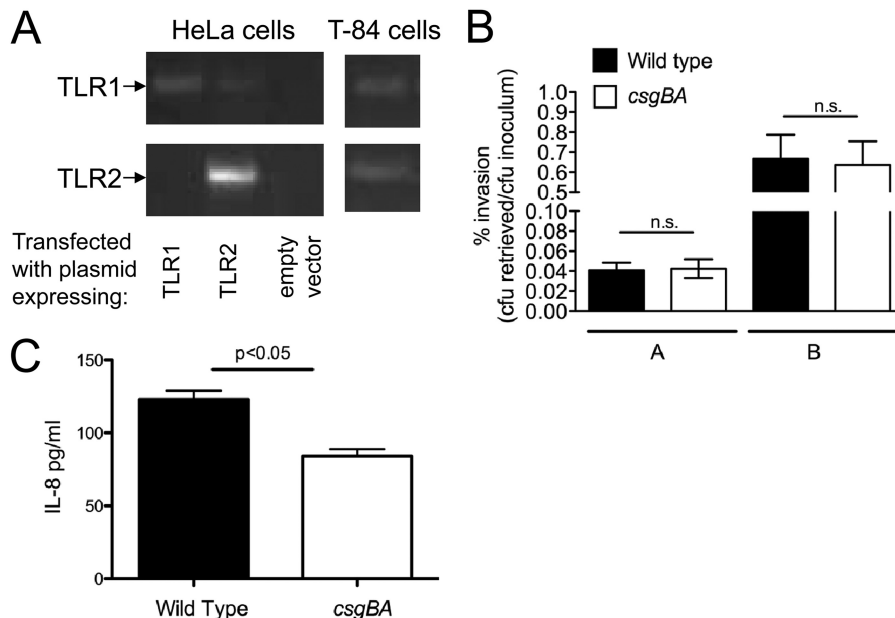 A
HeLa cells
T-84 cells
TLR1
TLR2
Transfected
with plasmid
expressing:
TLR1
TLR2
empty
vector
B
Wild type
csgBA
% invasion
(cfu retrieved/cfu inoculum)
1.0
0.9
0.8
0.7
0.6
0.5
0.10
0.08
0.06
0.04
0.02
0.00
n.s.
n.s.
A
B
C
p<0.05
IL-8 pg/ml
150
100
50
0
Wild Type
csgBA